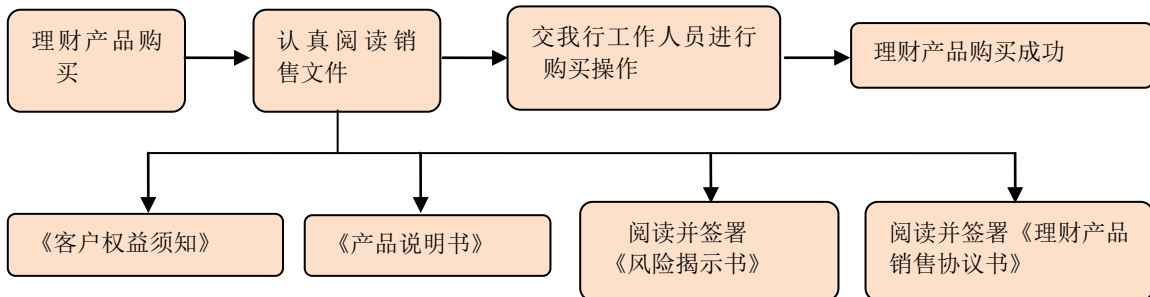 理财产品购
买
认真阅读销
售文件
交我行工作人员进行
购买操作
理财产品购买成功
《客户权益须知》
《产品说明书》
阅读并签署
《风险揭示书》
阅读并签署《理财产品
销售协议书》